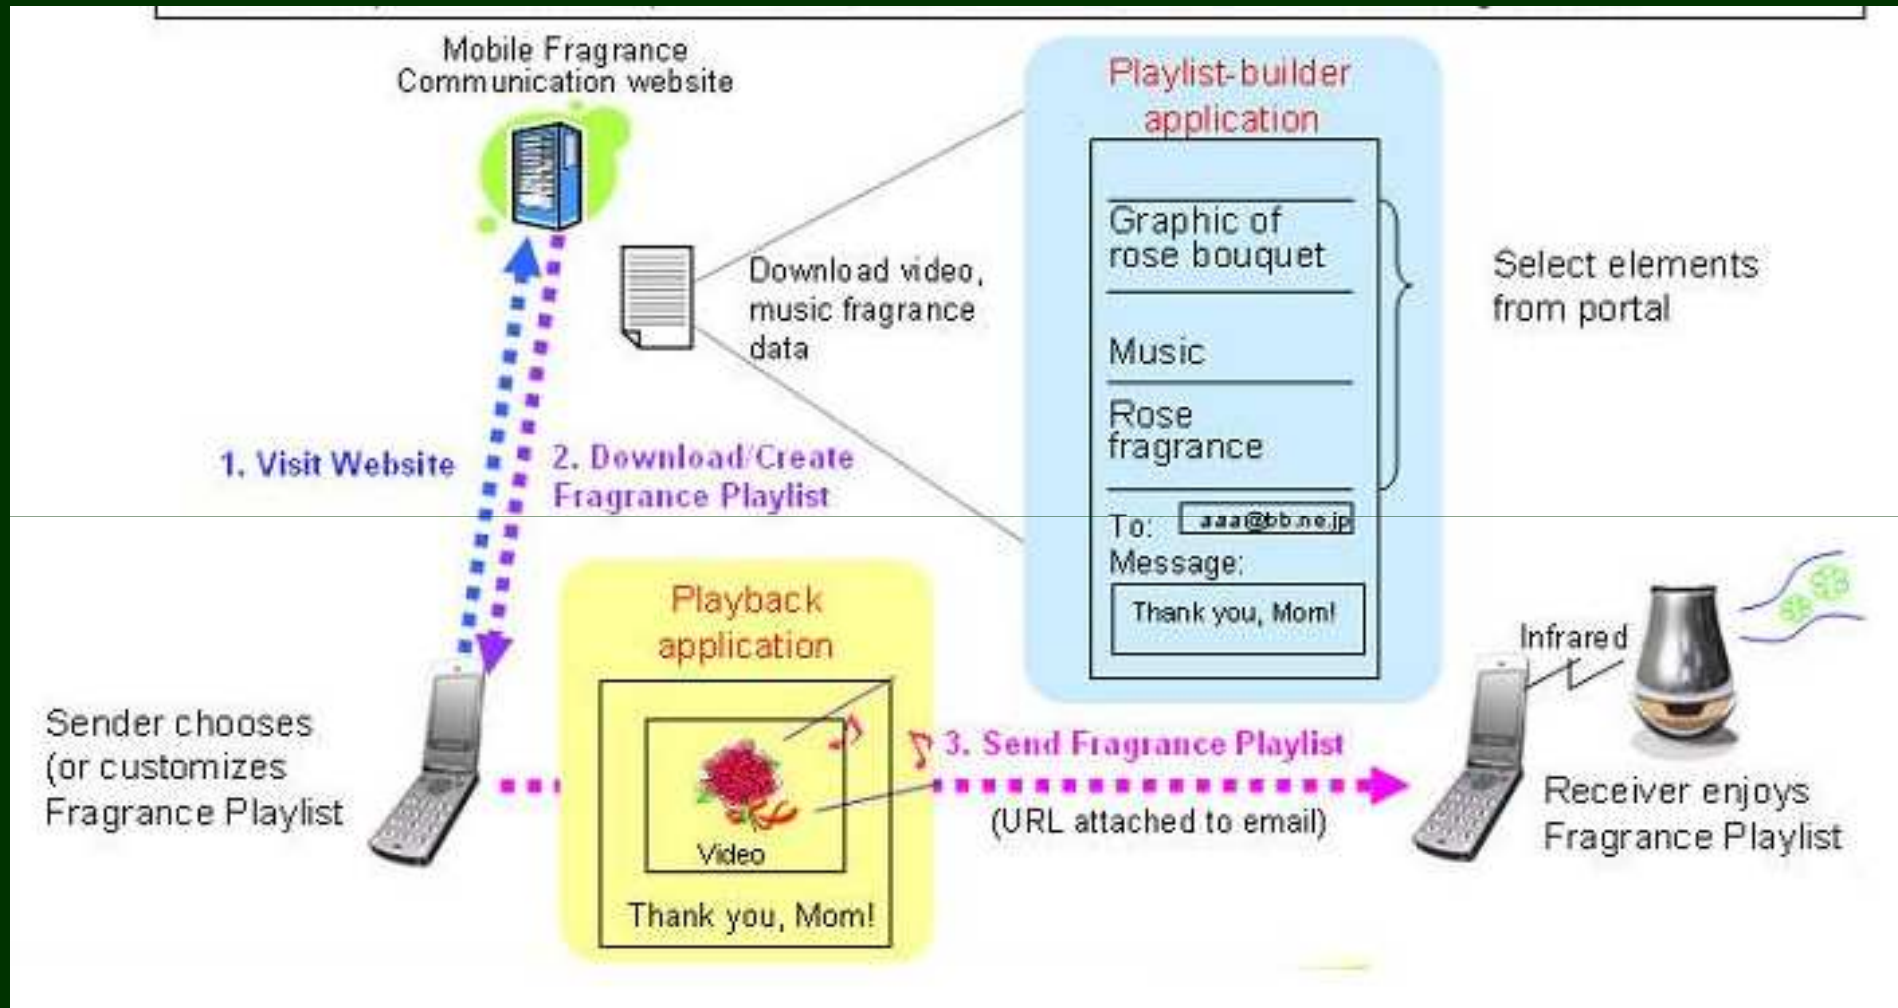 Mobile Fragrance
Communication website
Playlist-builder
application
Graphic of
rose bouquet
Music
Rose
fragrance
To: aaa@bb.ne.jp
Message:
Thank you, Mom!
Select elements
from portal
Download video,
music fragrance
data
1. Visit Website
2. Download/Create
Fragrance Playlist
Playback
application
Video
Thank you, Mom!
Sender chooses
(or customizes
Fragrance Playlist
3. Send Fragrance Playlist
(URL attached to email)
Infrared
Receiver enjoys
Fragrance Playlist